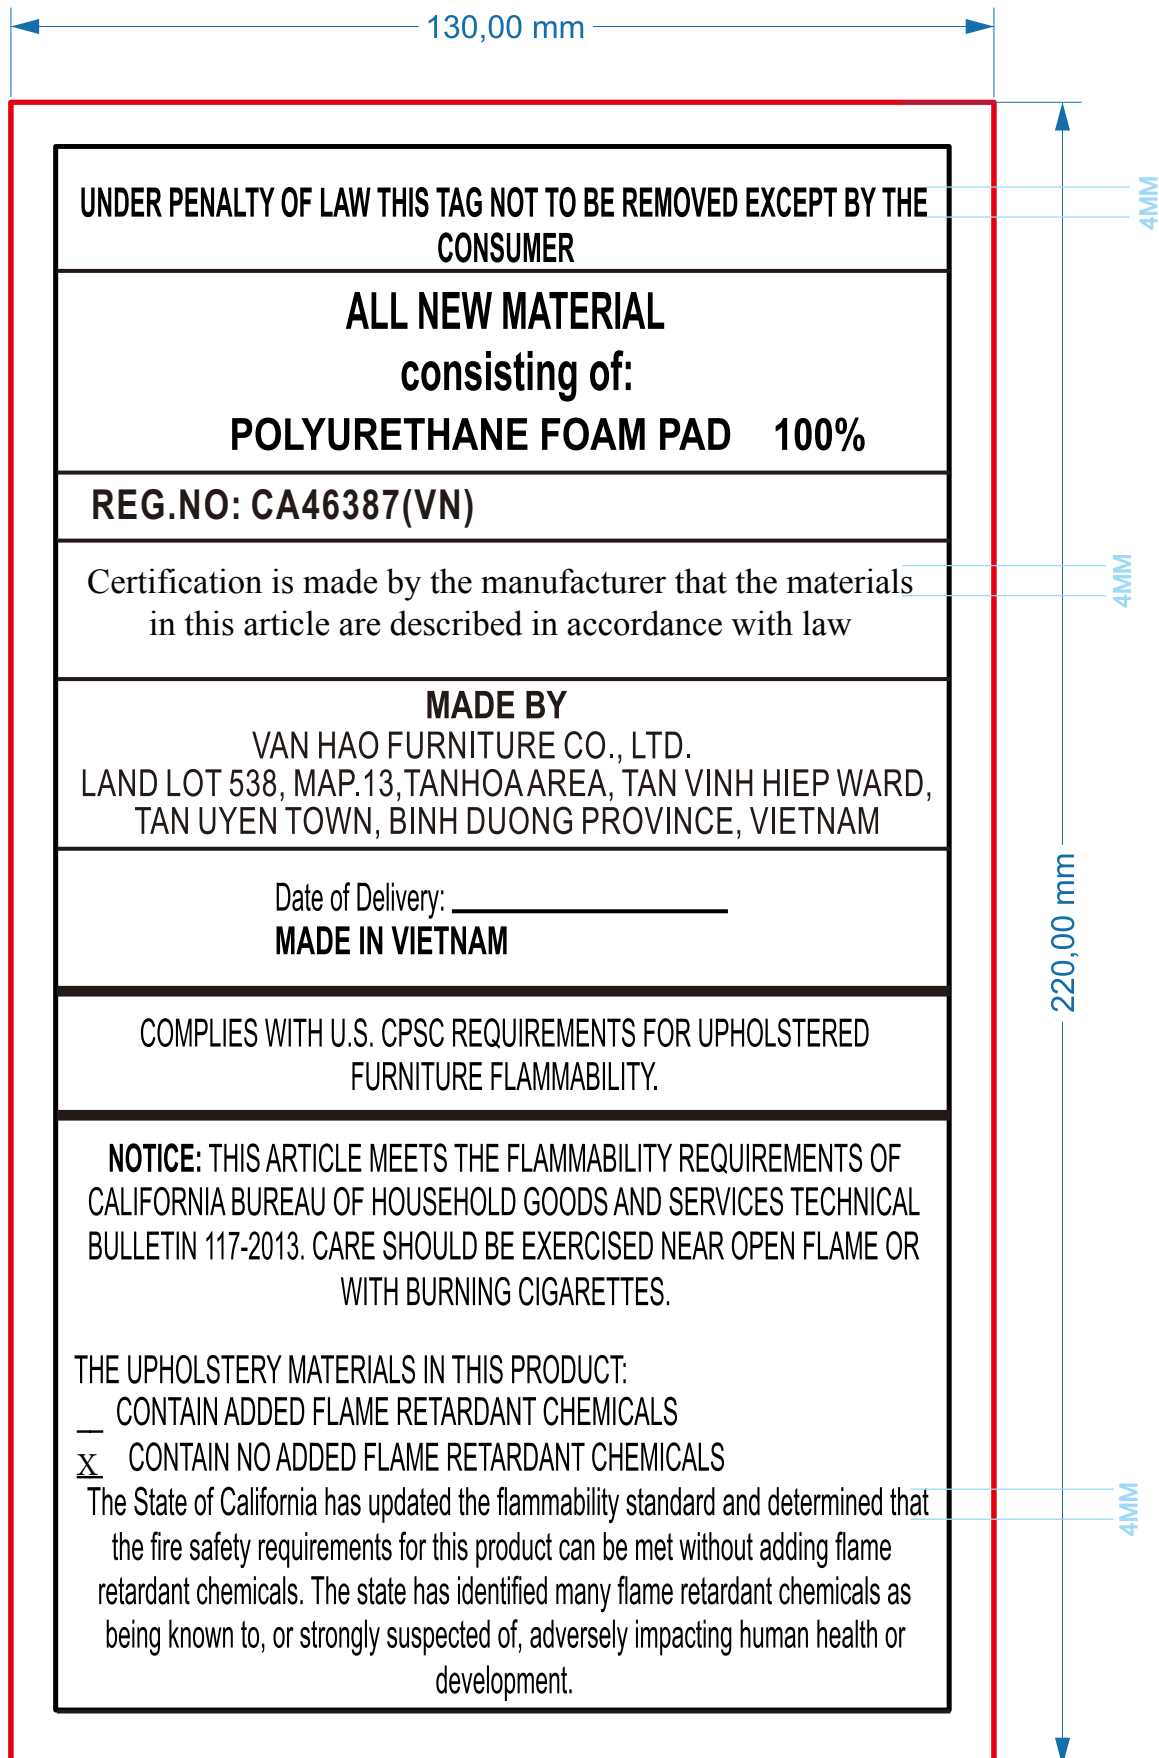 130,00 mm
UNDER PENALTY OF LAW THIS TAG NOT TO BE REMOVED EXCEPT BY THE
CONSUMER
4MM
ALL NEW MATERIAL
consisting of:
POLYURETHANE FOAM PAD 100%
REG.NO: CA46387(VN)
Certification is made by the manufacturer that the materials
in this article are described in accordance with law
4MM
MADE BY
VAN HAO FURNITURE CO., LTD.
LAND LOT 538, MAP.13,TANHOA AREA, TAN VINH HIEP WARD,
TAN UYEN TOWN, BINH DUONG PROVINCE, VIETNAM
Date of Delivery: ________
MADE IN VIETNAM
220,00 mm
COMPLIES WITH U.S. CPSC REQUIREMENTS FOR UPHOLSTERED
FURNITURE FLAMMABILITY.
NOTICE: THIS ARTICLE MEETS THE FLAMMABILITY REQUIREMENTS OF
CALIFORNIA BUREAU OF HOUSEHOLD GOODS AND SERVICES TECHNICAL
BULLETIN 117-2013. CARE SHOULD BE EXERCISED NEAR OPEN FLAME OR
WITH BURNING CIGARETTES.
THE UPHOLSTERY MATERIALS IN THIS PRODUCT:
__ CONTAIN ADDED FLAME RETARDANT CHEMICALS
X CONTAIN NO ADDED FLAME RETARDANT CHEMICALS
The State of California has updated the flammability standard and determined that
the fire safety requirements for this product can be met without adding flame
retardant chemicals. The state has identified many flame retardant chemicals as
being known to, or strongly suspected of, adversely impacting human health or
development.
4MM